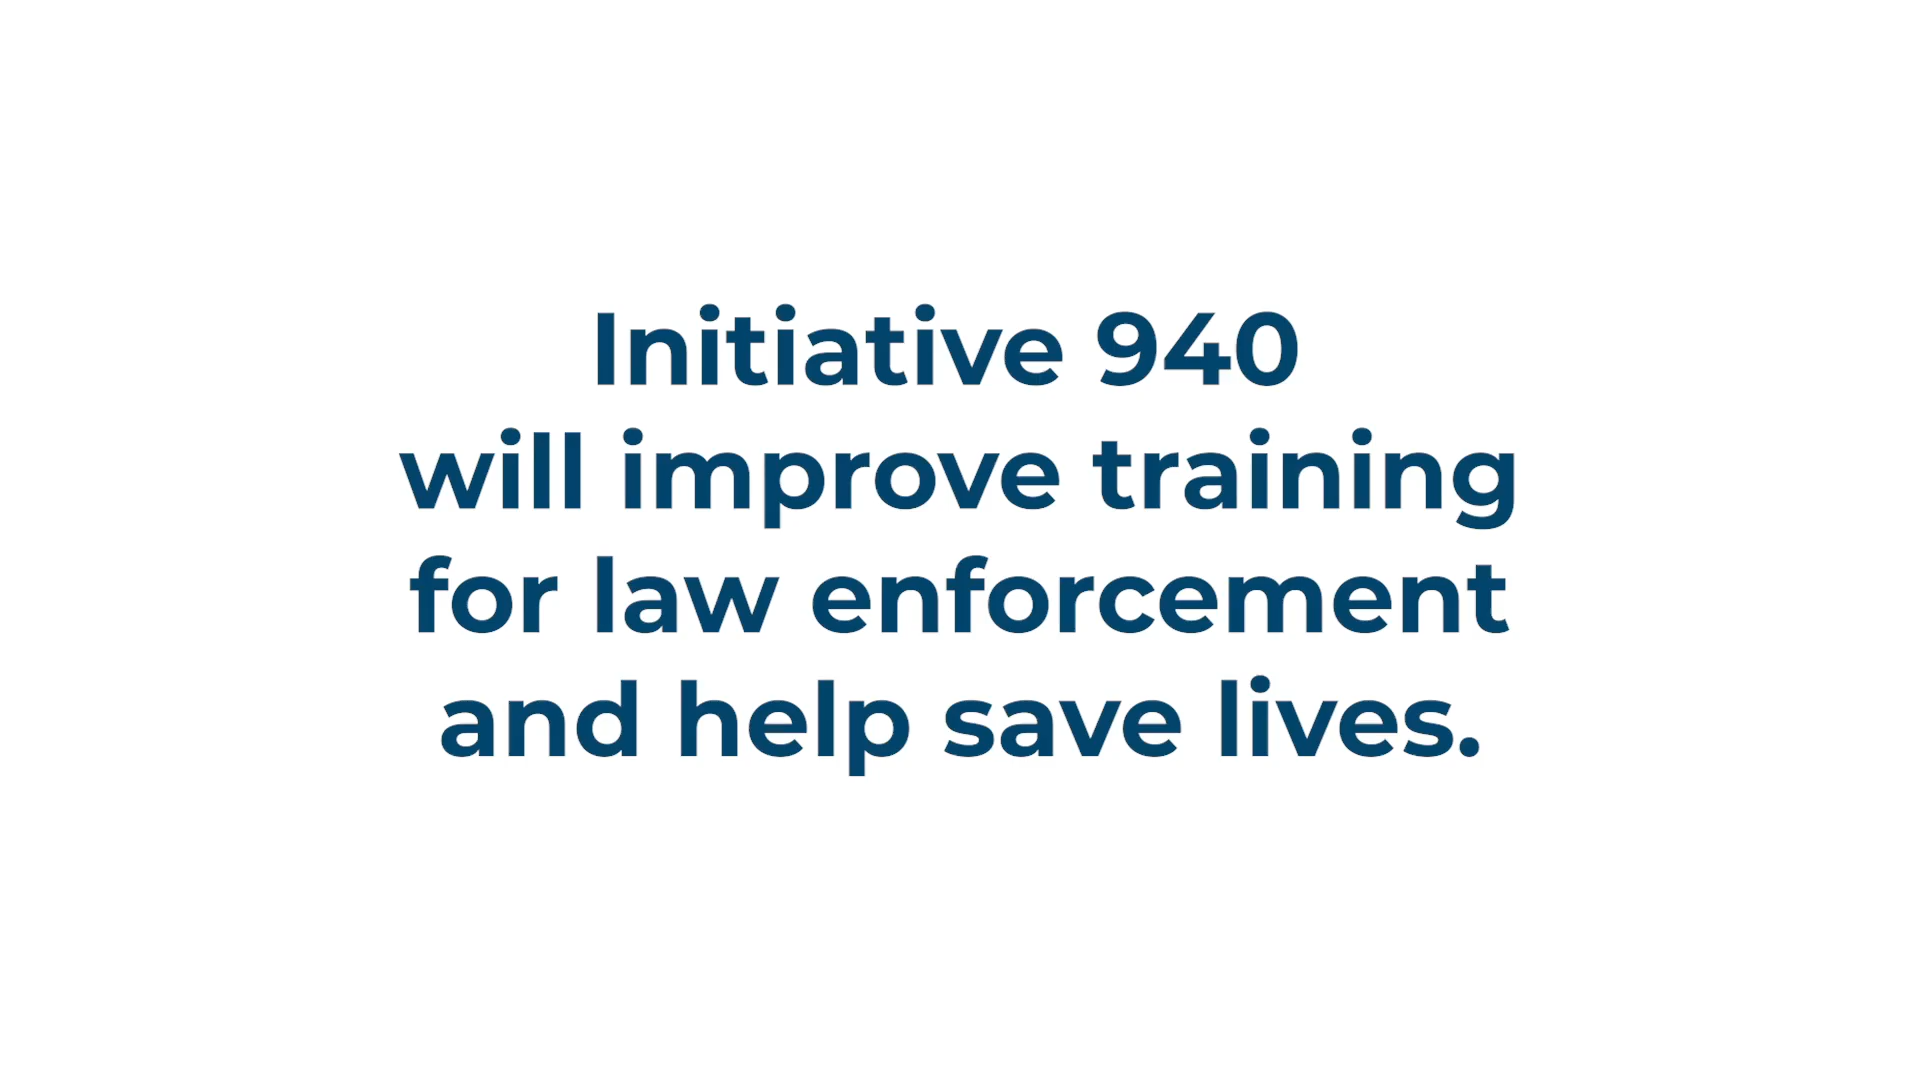 Initiative 940
will improve training
for law enforcement
and help save lives.